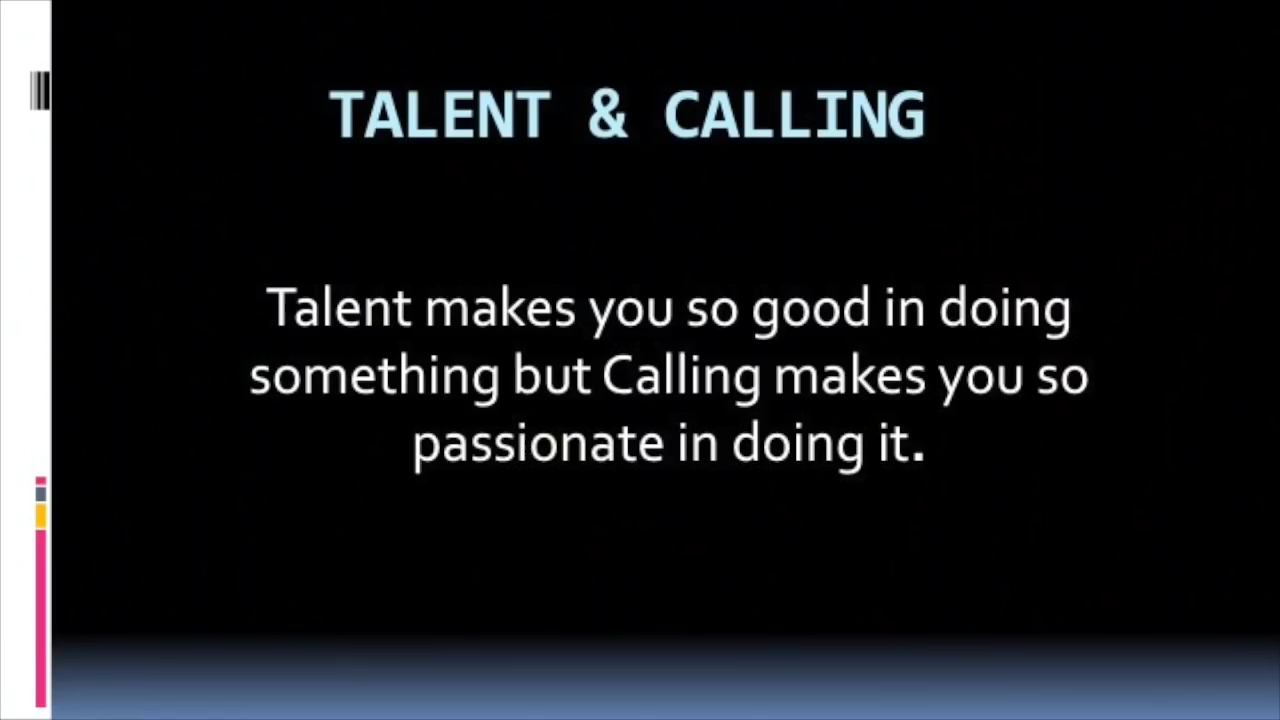 TALENT & CALLING
Talent makes you so good in doing
something but Calling makes you so
passionate in doing it.